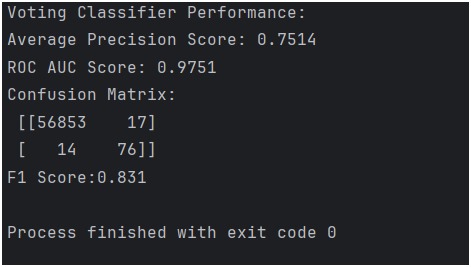 Voting Classifier Performance:
Average Precision Score: 0.7514
ROC AUC Score: 0.9751
Confusion Matrix:
[[56853    17]
[   14    76]]
F1 Score:0.831
Process finished with exit code 0